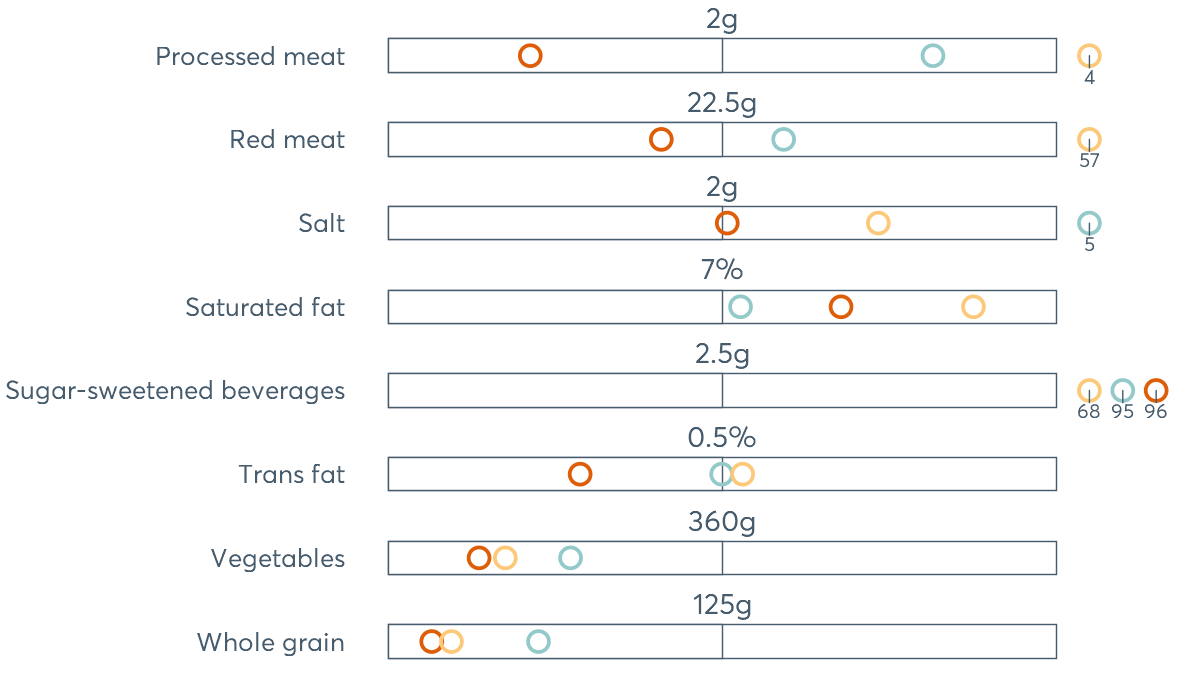 2g
Processed meat
4
22.5g
Red meat
57
2g
Salt
5
7%
Saturated fat
2.5g
Sugar-sweetened beverages
68 95 96
0.5%
Trans fat
360g
Vegetables
125g
Whole grain